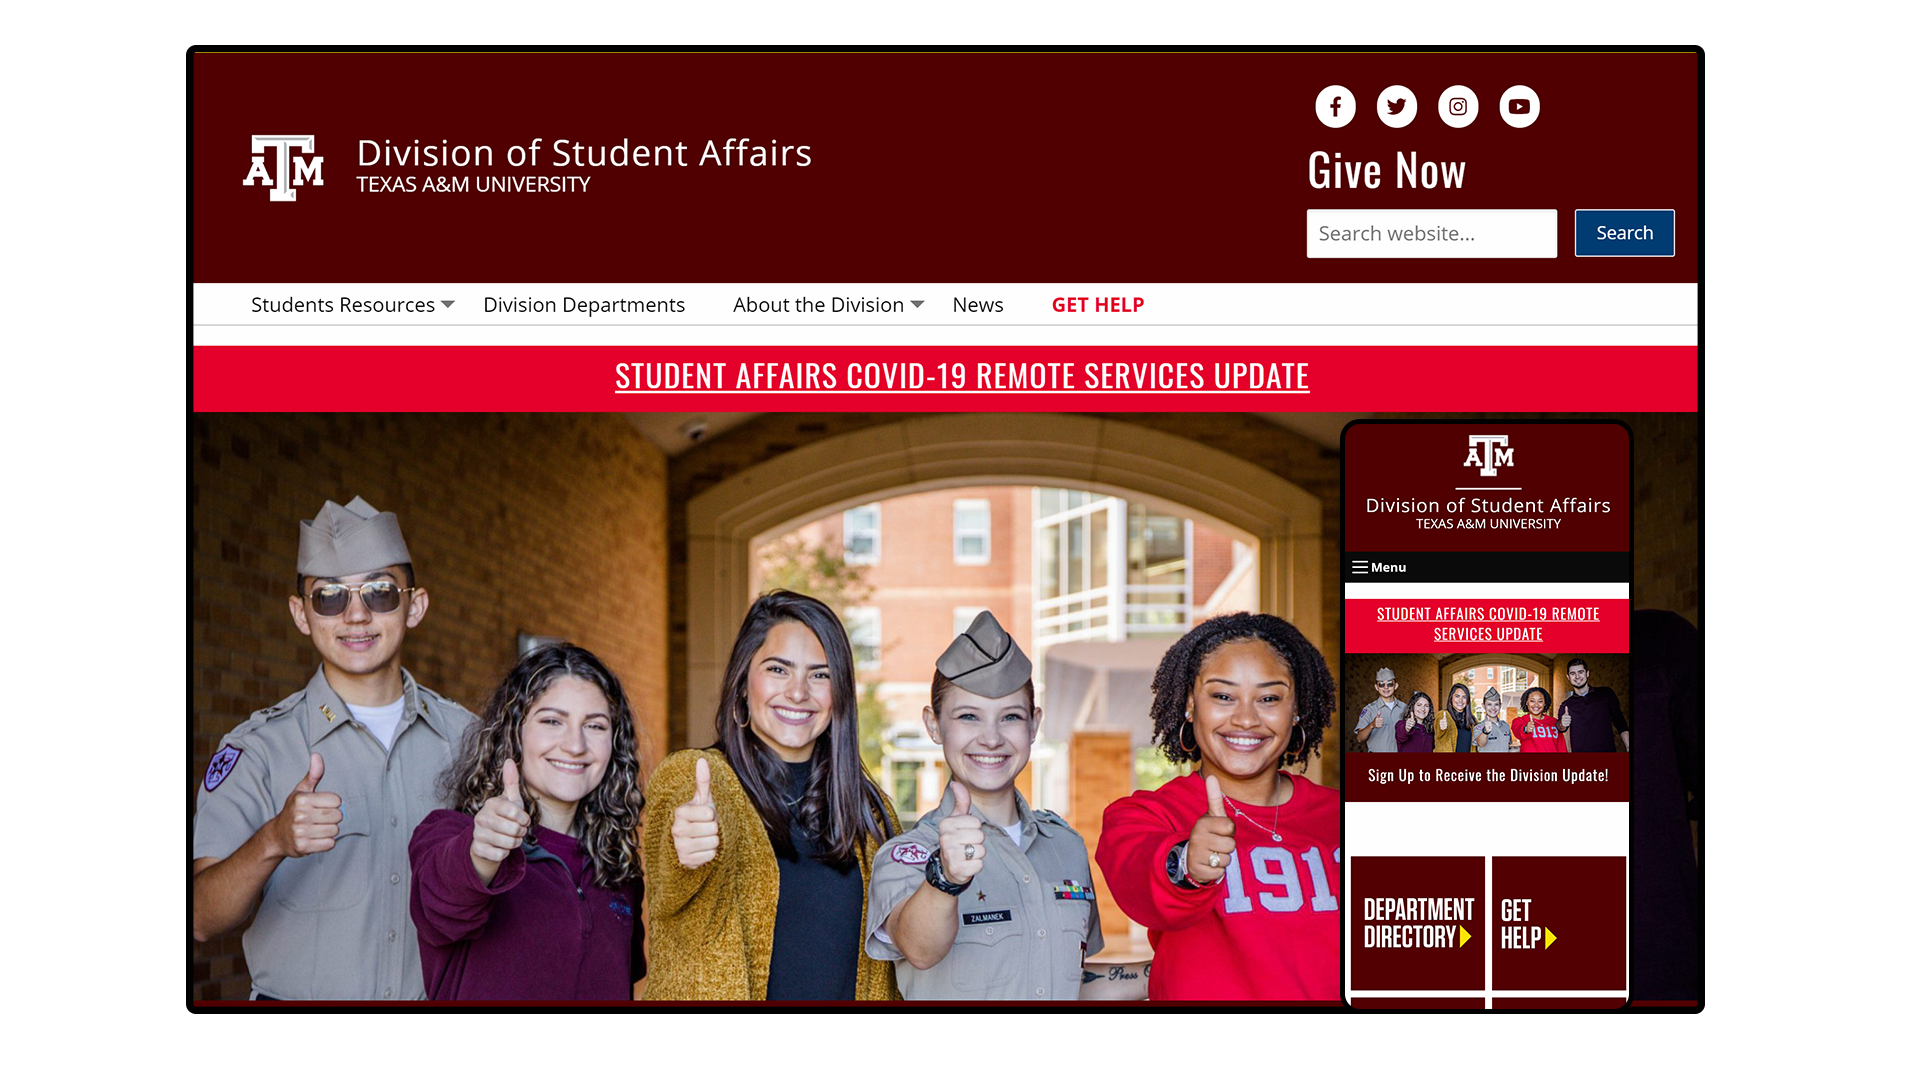 ATM
Division of Student Affairs
TEXAS A&M UNIVERSITY
Give Now
Search website...
Search
Students Resources
Division Departments
About the Division
News
GET HELP
STUDENT AFFAIRS COVID-19 REMOTE SERVICES UPDATE
ZALMANEK
191
Press
ATM
Division of Student Affairs
TEXAS A&M UNIVERSITY
Menu
STUDENT AFFAIRS COVID-19 REMOTE
SERVICES UPDATE
1913
Sign Up to Receive the Division Update!
DEPARTMENT
DIRECTORY
GET
HELP